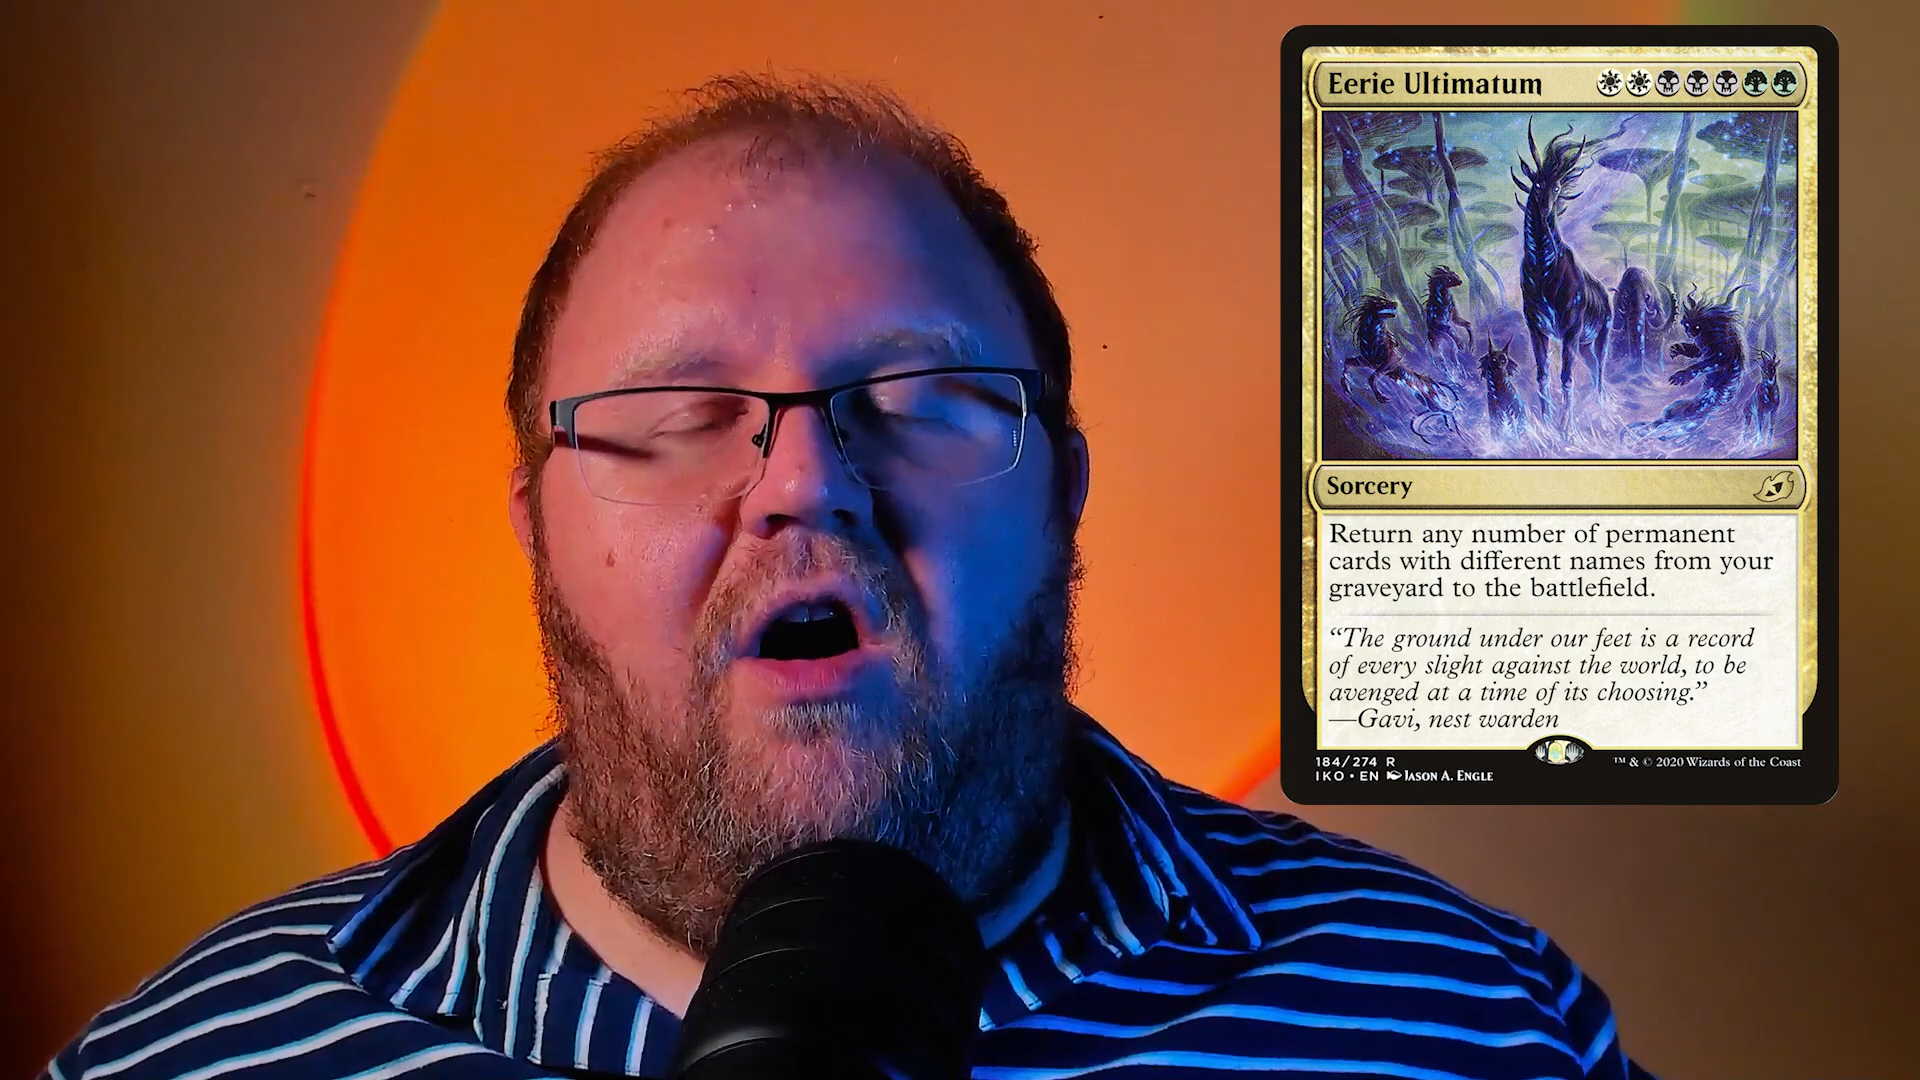 Eerie Ultimatum
Sorcery
Return any number of permanent
cards with different names from your
graveyard to the battlefield.
“The ground under our feet is a record
of every slight against the world, to be
avenged at a time of its choosing.”
—Gavi, nest warden
184/274 R
IKO • EN Jason A. Engle
™ & © 2020 Wizards of the Coast